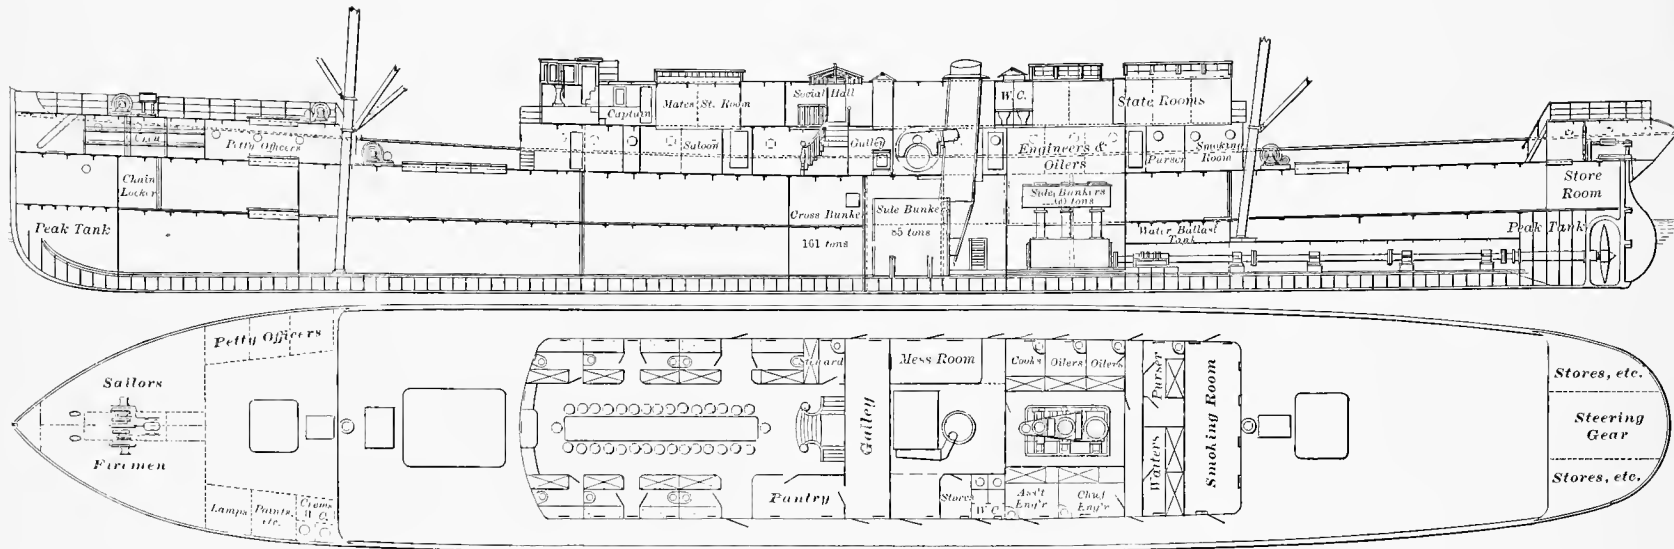 Social Hall
W.C.
Captain
Mates St. Room
State Rooms
Crew
Petty Officers
Saloon
Galley
Engineers &
Oilers
Purser
Smoking
Room
Chain
Locker
Store
Room
Side Bunkers
tons
Peak Tank
Cross Bunker
161 tons
Side Bunker
85 tons
Water Ballast
Tank
Peak Tank
Petty Officers
Sailors
Firemen
Lamps
Paints,
etc.
Crews
W.C.
Steward
Pantry
Galley
Mess Room
Stores
W.C.
Cooks
Oilers
Oilers
Ass't
Eng'r
Chief
Eng'r
Purser
Waiters
Smoking Room
Stores, etc.
Steering
Gear
Stores, etc.